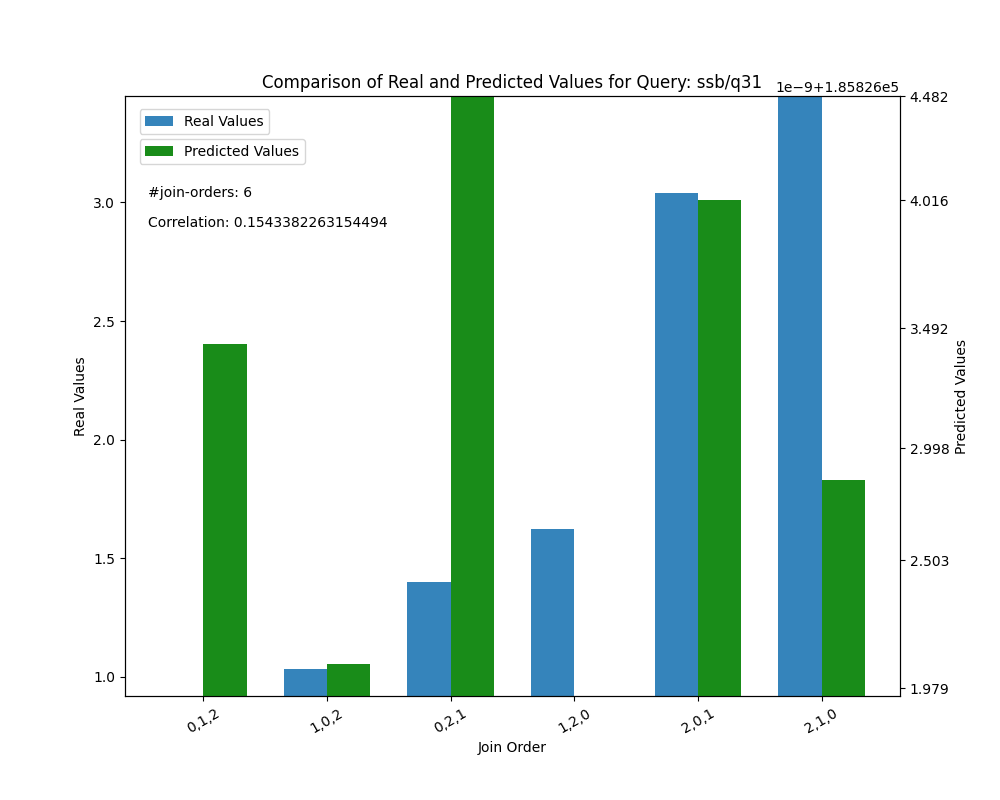 Comparison of Real and Predicted Values for Query: ssb/q31
1e−9+1.85826e5
Real Values
Predicted Values
#join-orders: 6
Correlation: 0.1543382263154494
3.0
2.5
2.0
1.5
1.0
Real Values
4.482
4.016
3.492
2.998
2.503
1.979
Predicted Values
0,1,2
1,0,2
0,2,1
1,2,0
2,0,1
2,1,0
Join Order